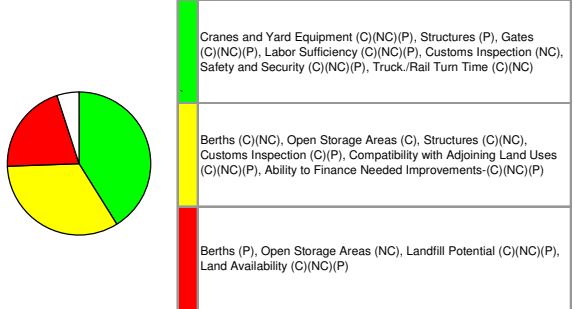 Cranes and Yard Equipment (C)(NC)(P), Structures (P), Gates
(C)(NC)(P), Labor Sufficiency (C)(NC)(P), Customs Inspection (NC),
Safety and Security (C)(NC)(P), Truck./Rail Turn Time (C)(NC)
Berths (C)(NC), Open Storage Areas (C), Structures (C)(NC),
Customs Inspection (C)(P), Compatibility with Adjoining Land Uses
(C)(NC)(P), Ability to Finance Needed Improvements-(C)(NC)(P)
Berths (P), Open Storage Areas (NC), Landfill Potential (C)(NC)(P),
Land Availability (C)(NC)(P)